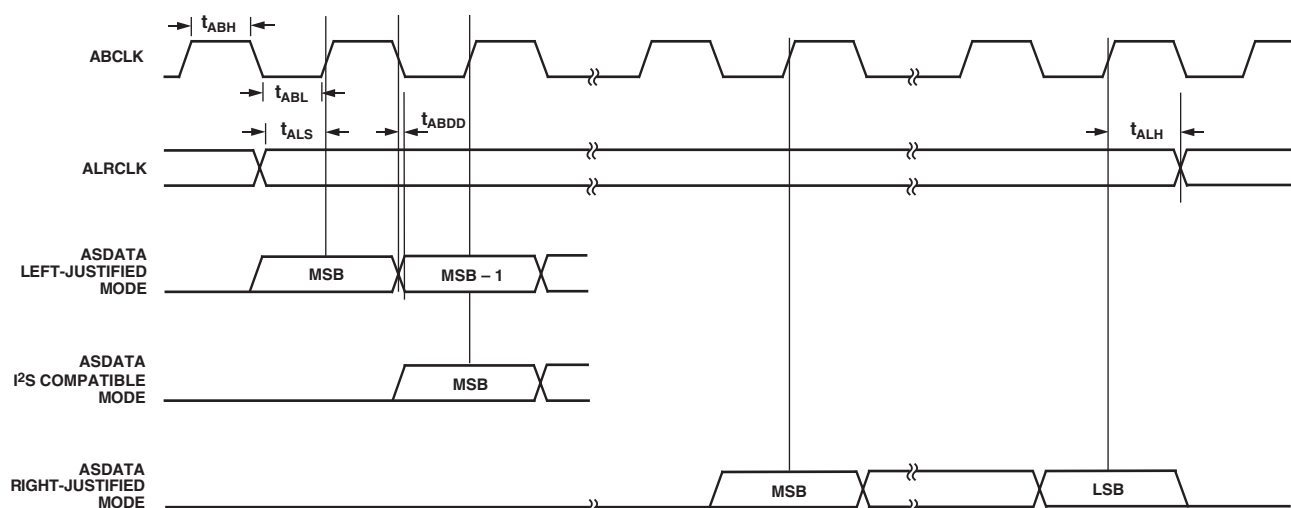 tABH
ABCLK
tABL
tABDD
tALS
tALH
ALRCLK
ASDATA
LEFT-JUSTIFIED
MODE
MSB
MSB – 1
ASDATA
I2S COMPATIBLE
MODE
MSB
ASDATA
RIGHT-JUSTIFIED
MODE
MSB
LSB